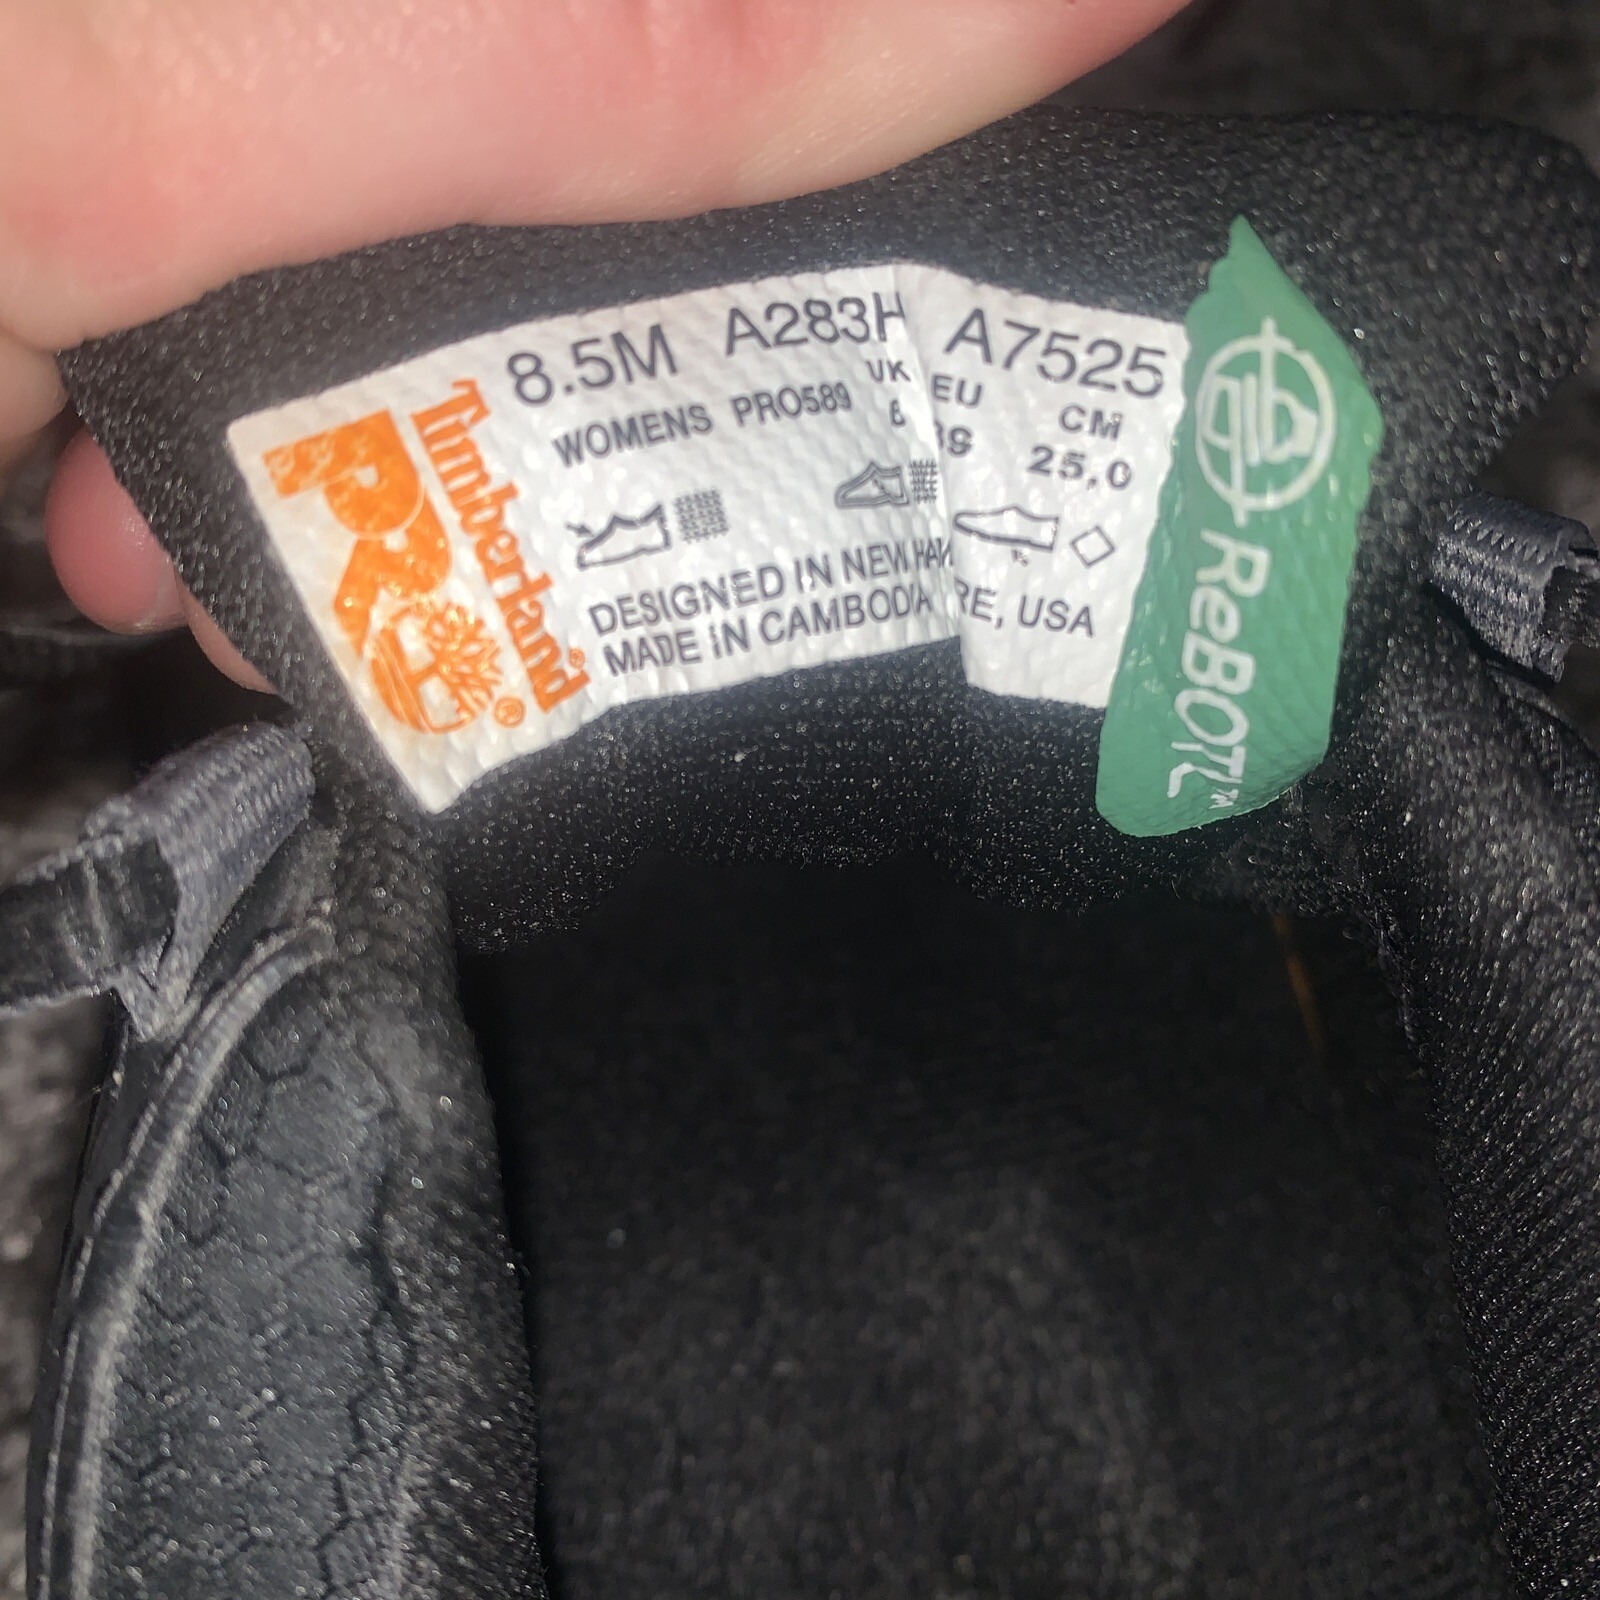 Timberland®
PRO®
8.5M A283H A7525
WOMENS PRO589 UK EU CM
25,0
DESIGNED IN NEW HAM RE, USA
MADE IN CAMBODIA
ReBOTL™